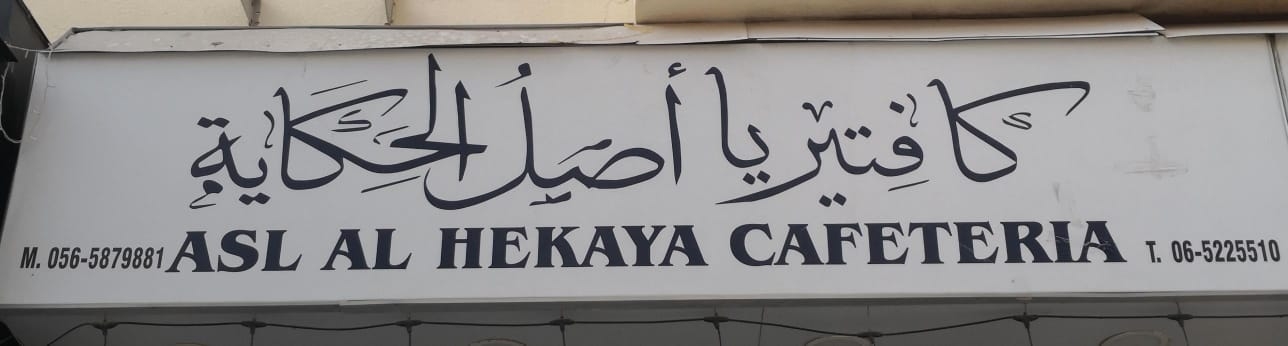 كافتيريا أصل الحكاية
M. 056-5879881 ASL AL HEKAYA CAFETERIA T. 06-5225510